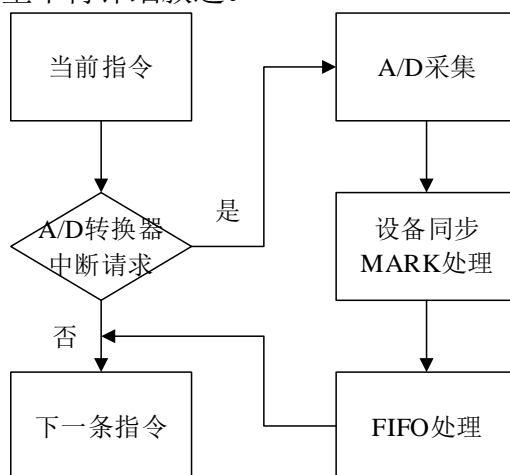 当前指令
A/D采集
A/D转换器
中断请求
是
设备同步
MARK处理
否
下一条指令
FIFO处理